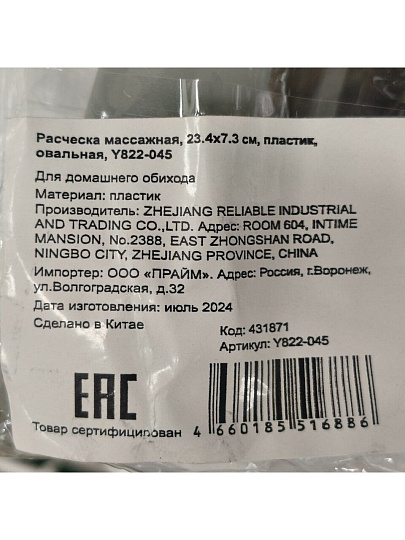 Расческа массажная, 23.4х7.3 см, пластик,
овальная, Y822-045
Для домашнего обихода
Материал: пластик
Производитель: ZHEJIANG RELIABLE INDUSTRIAL
AND TRADING CO.,LTD. Адрес: ROOM 604, INTIME
MANSION, No.2388, EAST ZHONGSHAN ROAD,
NINGBO CITY, ZHEJIANG PROVINCE, CHINA
Импортер: ООО «ПРАЙМ». Адрес: Россия, г.Воронеж,
ул.Волгоградская, д.32
Дата изготовления: июль 2024
Сделано в Китае
Код: 431871
Артикул: Y822-045
EAC
Товар сертифицирован
4 660185 516886